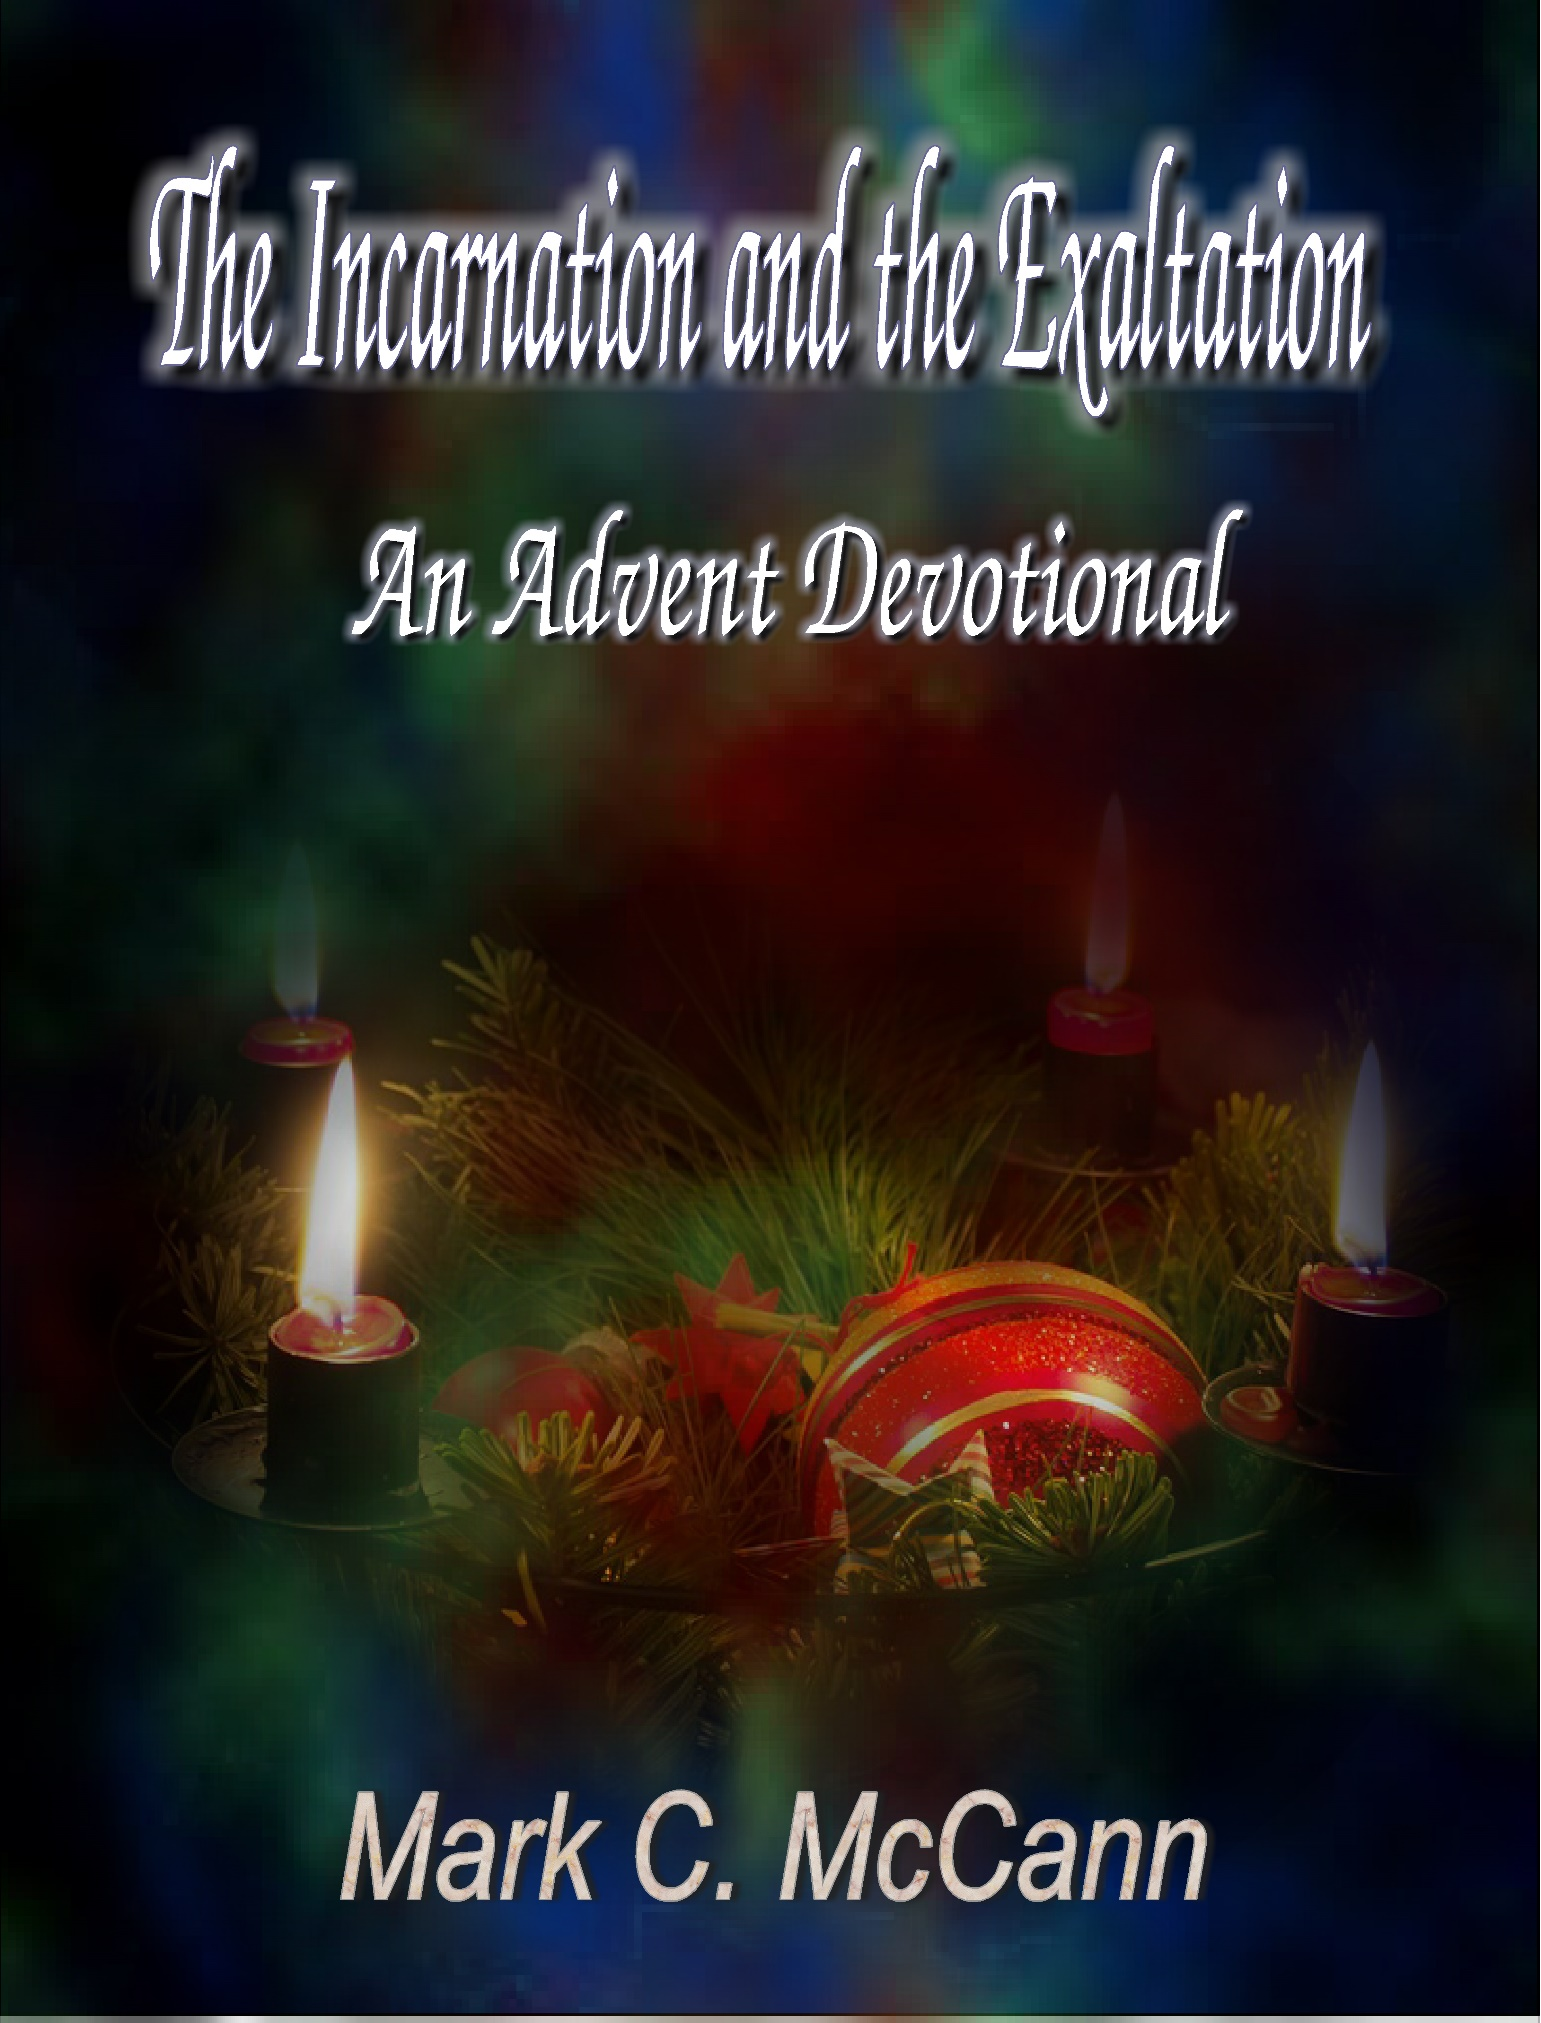 The Incarnation and the Exaltation
An Advent Devotional
Mark C. McCann